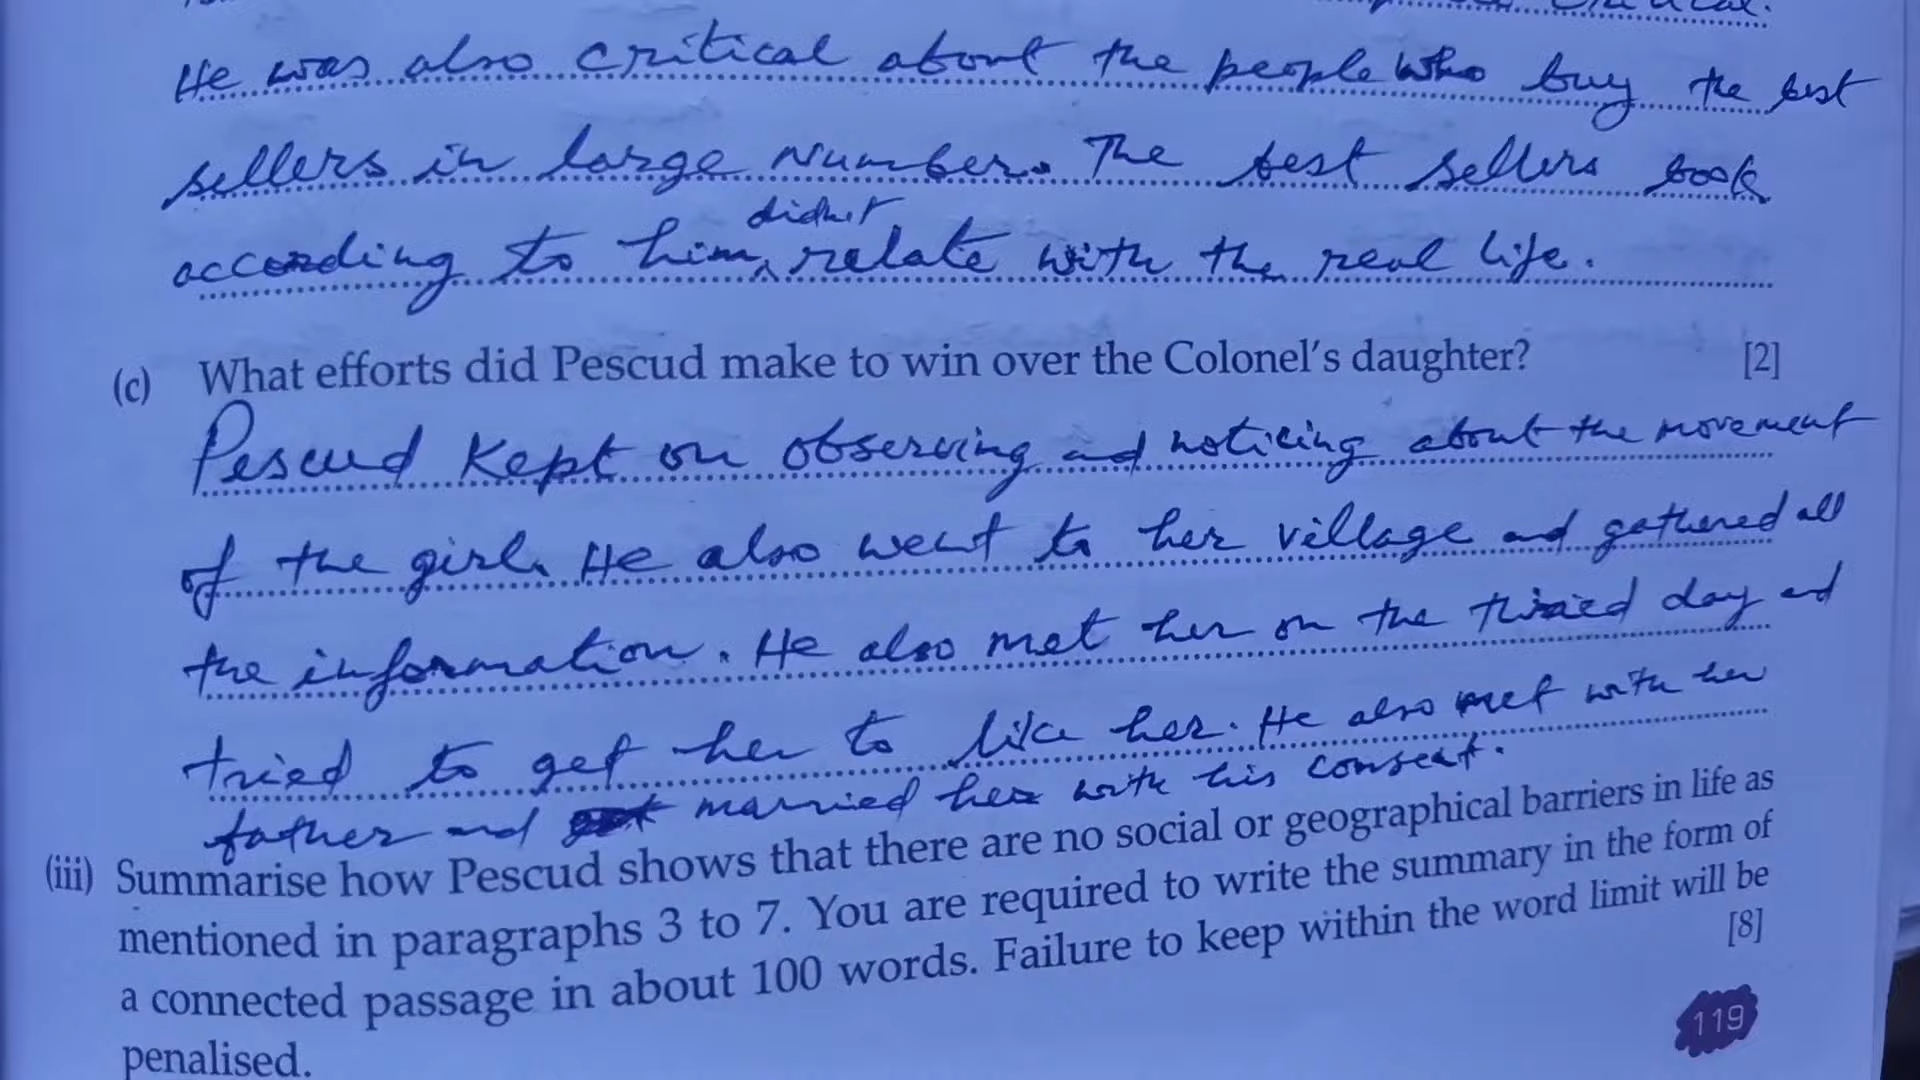 He was also critical about the people who buy the best
sellers in large Number. The best sellers book
didn't
according to him, relate with the real life.
(c) What efforts did Pescud make to win over the Colonel's daughter? [2]
Pescud kept on observing and noticing about the movement
of the girl. He also went to her village and gathered all
the information. He also met her on the third day and
tried to get her to like her. He also met with her
father and married her with his consent.
(iii) Summarise how Pescud shows that there are no social or geographical barriers in life as
mentioned in paragraphs 3 to 7. You are required to write the summary in the form of
a connected passage in about 100 words. Failure to keep within the word limit will be
penalised. [8]
119